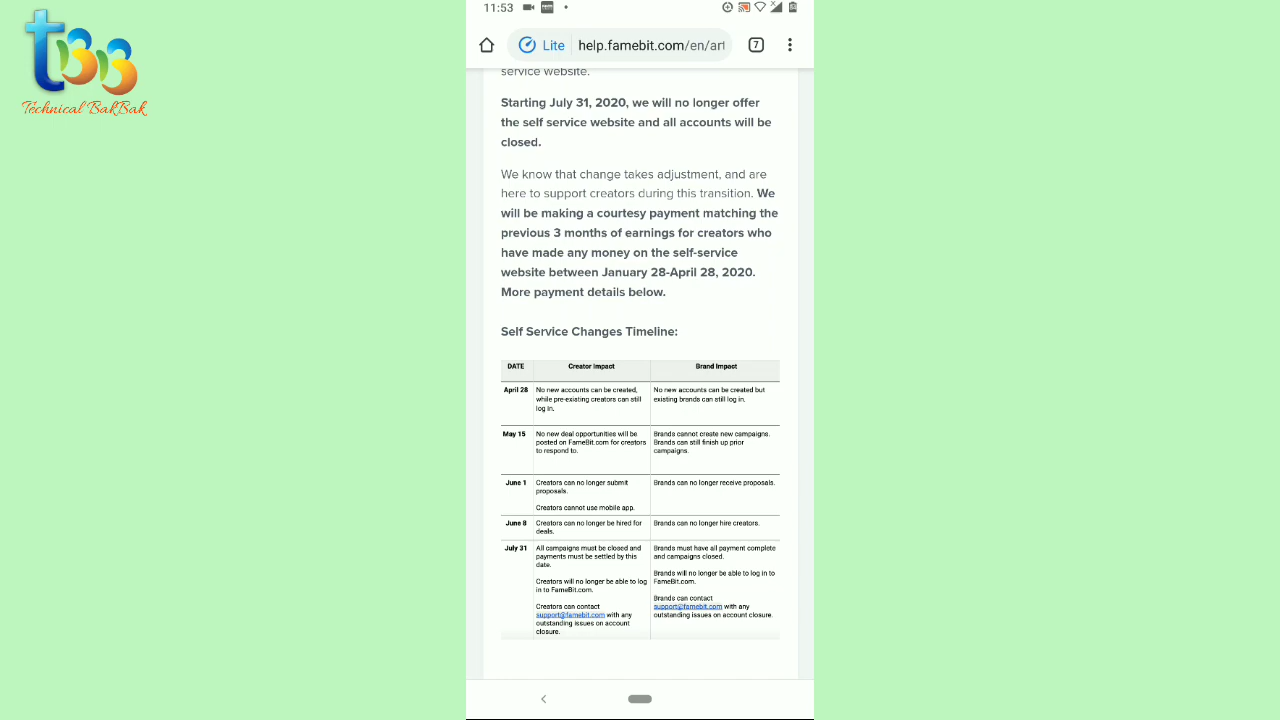 tBB
Technical BakBak
11:53
Lite
help.famebit.com/en/art
7
service website.
Starting July 31, 2020, we will no longer offer
the self service website and all accounts will be
closed.
We know that change takes adjustment, and are
here to support creators during this transition. We
will be making a courtesy payment matching the
previous 3 months of earnings for creators who
have made any money on the self-service
website between January 28-April 28, 2020.
More payment details below.
Self Service Changes Timeline:
DATE Creator Impact Brand Impact
April 28
No new accounts can be created,
while pre-existing creators can still
log in.
No new accounts can be created but
existing brands can still log in.
May 15
No new deal opportunities will be
posted on FameBit.com for creators
to respond to.
Brands cannot create new campaigns.
Brands can still finish up prior
campaigns.
June 1
Creators can no longer submit
proposals.
Creators cannot use mobile app.
Brands can no longer receive proposals.
June 8
Creators can no longer be hired for
deals.
Brands can no longer hire creators.
July 31
All campaigns must be closed and
payments must be settled by this
date.
Creators will no longer be able to log
in to FameBit.com.
Creators can contact
support@famebit.com with any
outstanding issues on account
closure.
Brands must have all payment complete
and campaigns closed.
Brands will no longer be able to log in to
FameBit.com.
Brands can contact
support@famebit.com with any
outstanding issues on account closure.